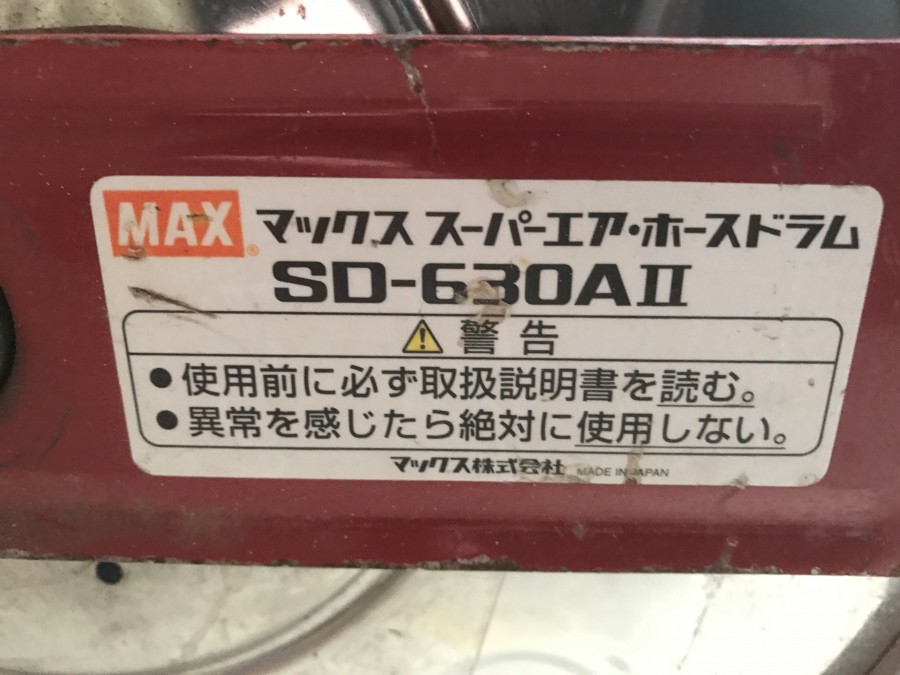 MAX® マックス スーパーエア・ホースドラム
SD-630AII
⚠ 警告
●使用前に必ず取扱説明書を読む。
●異常を感じたら絶対に使用しない。
マックス株式会社 MADE IN JAPAN